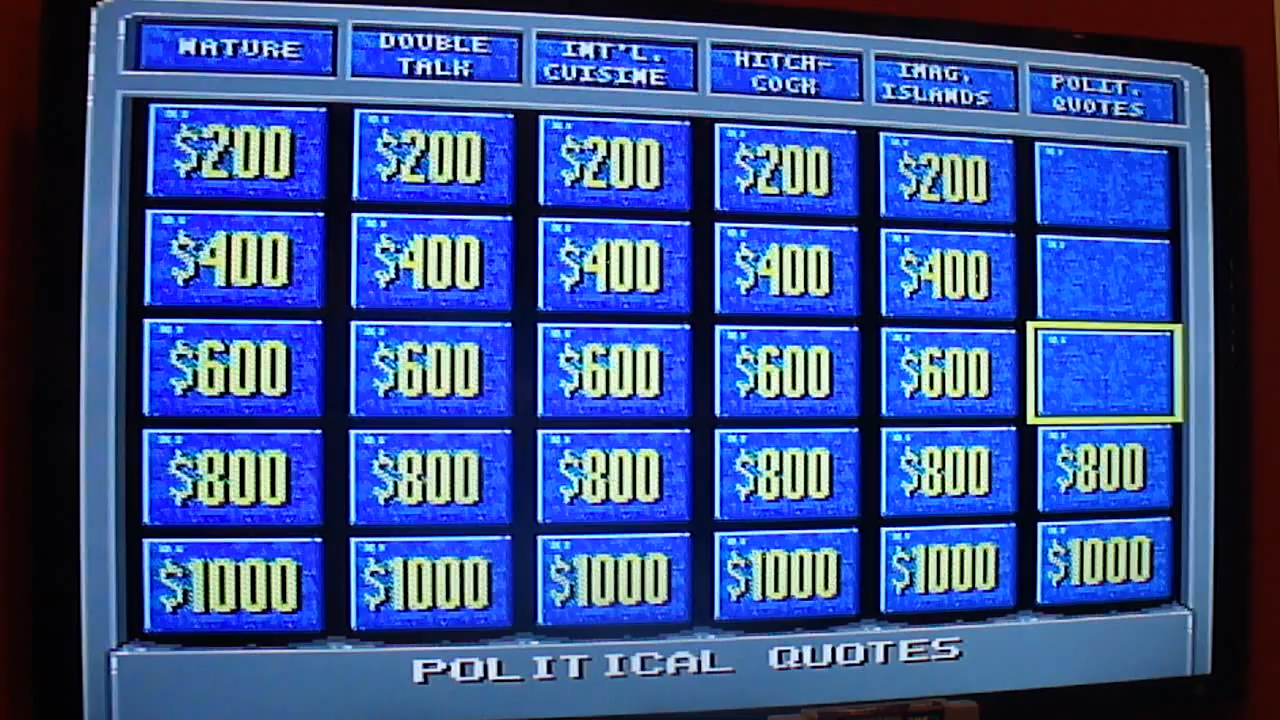 NATURE
DOUBLE
TALK
INT'L.
CUISINE
HITCH-
COCK
IMAG.
ISLANDS
POLIT.
QUOTES
$200 $200 $200 $200 $200
$400 $400 $400 $400 $400
$600 $600 $600 $600 $600
$800 $800 $800 $800 $800 $800
$1000 $1000 $1000 $1000 $1000 $1000
POLITICAL QUOTES